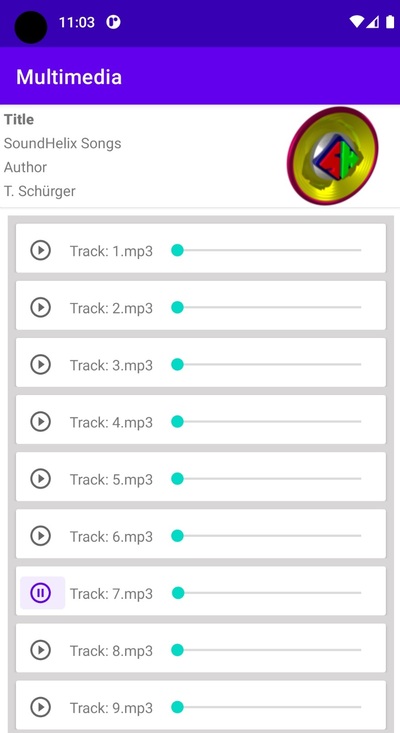 11:03
Multimedia
Title
SoundHelix Songs
Author
T. Schürger
Track: 1.mp3
Track: 2.mp3
Track: 3.mp3
Track: 4.mp3
Track: 5.mp3
Track: 6.mp3
Track: 7.mp3
Track: 8.mp3
Track: 9.mp3